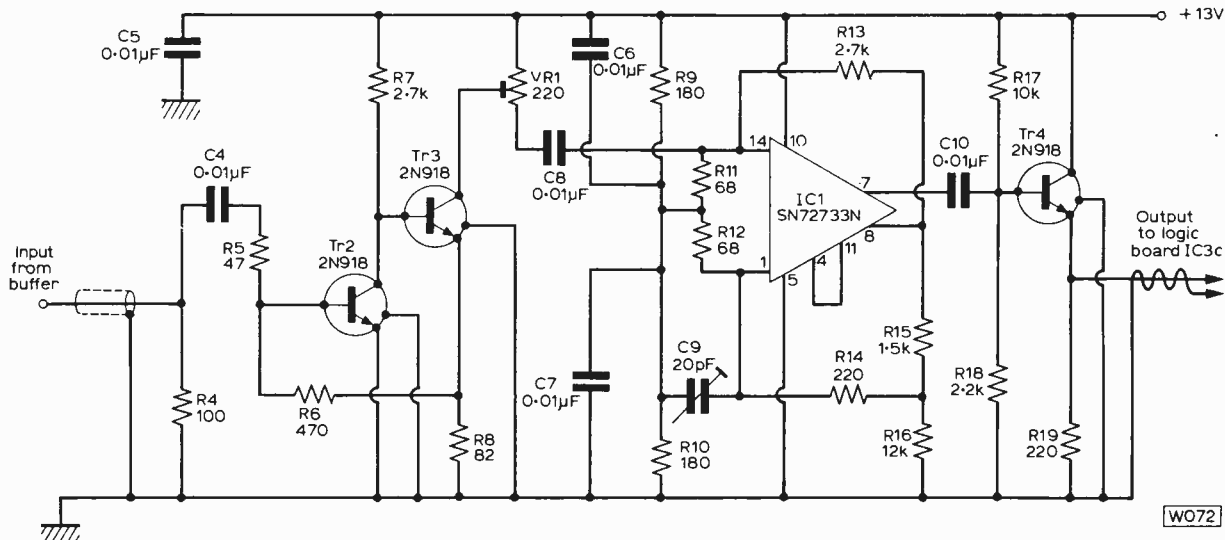 +13V
C5
0·01µF
R7
2·7k
VR1
220
C6
0·01µF
R9
180
R13
2·7k
R17
10k
C4
0·01µF
Tr3
2N918
C8
0·01µF
R11
68
R12
68
14
10
IC1
SN72733N
7
8
1
5
4
11
C10
0·01µF
Tr4
2N918
Output
to logic
board IC3c
Input
from
buffer
R5
47
Tr2
2N918
R4
100
R6
470
R8
82
C7
0·01µF
C9
20pF
R10
180
R14
220
R15
1·5k
R16
12k
R18
2·2k
R19
220
WO72